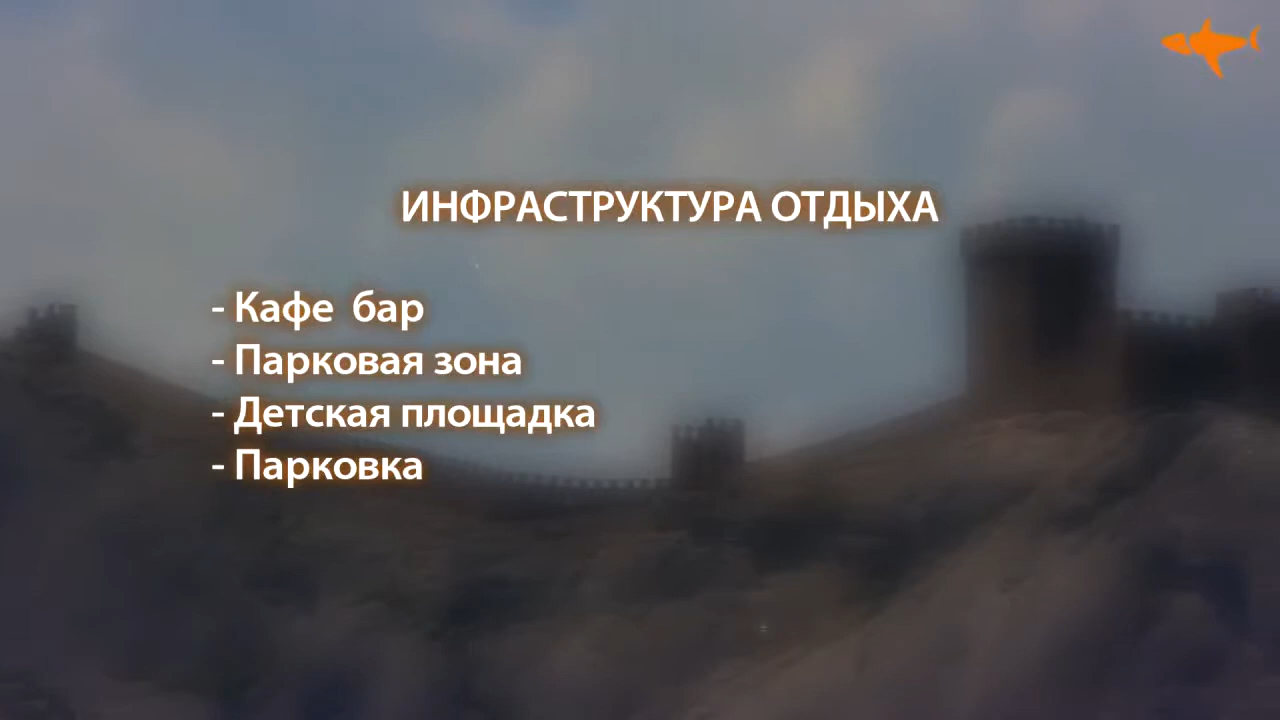 ИНФРАСТРУКТУРА ОТДЫХА
- Кафе бар
- Парковая зона
- Детская площадка
- Парковка